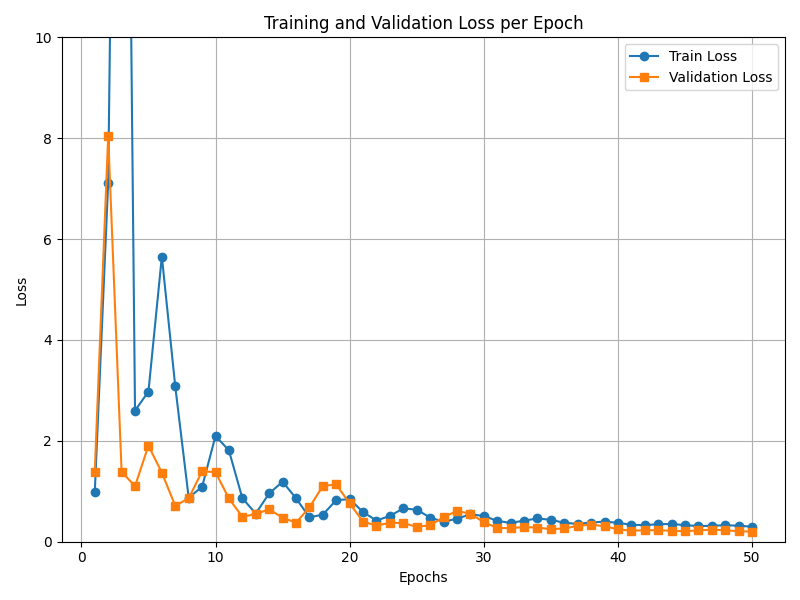 Training and Validation Loss per Epoch
Train Loss
Validation Loss
Loss
10
8
6
4
2
0
0 10 20 30 40 50
Epochs